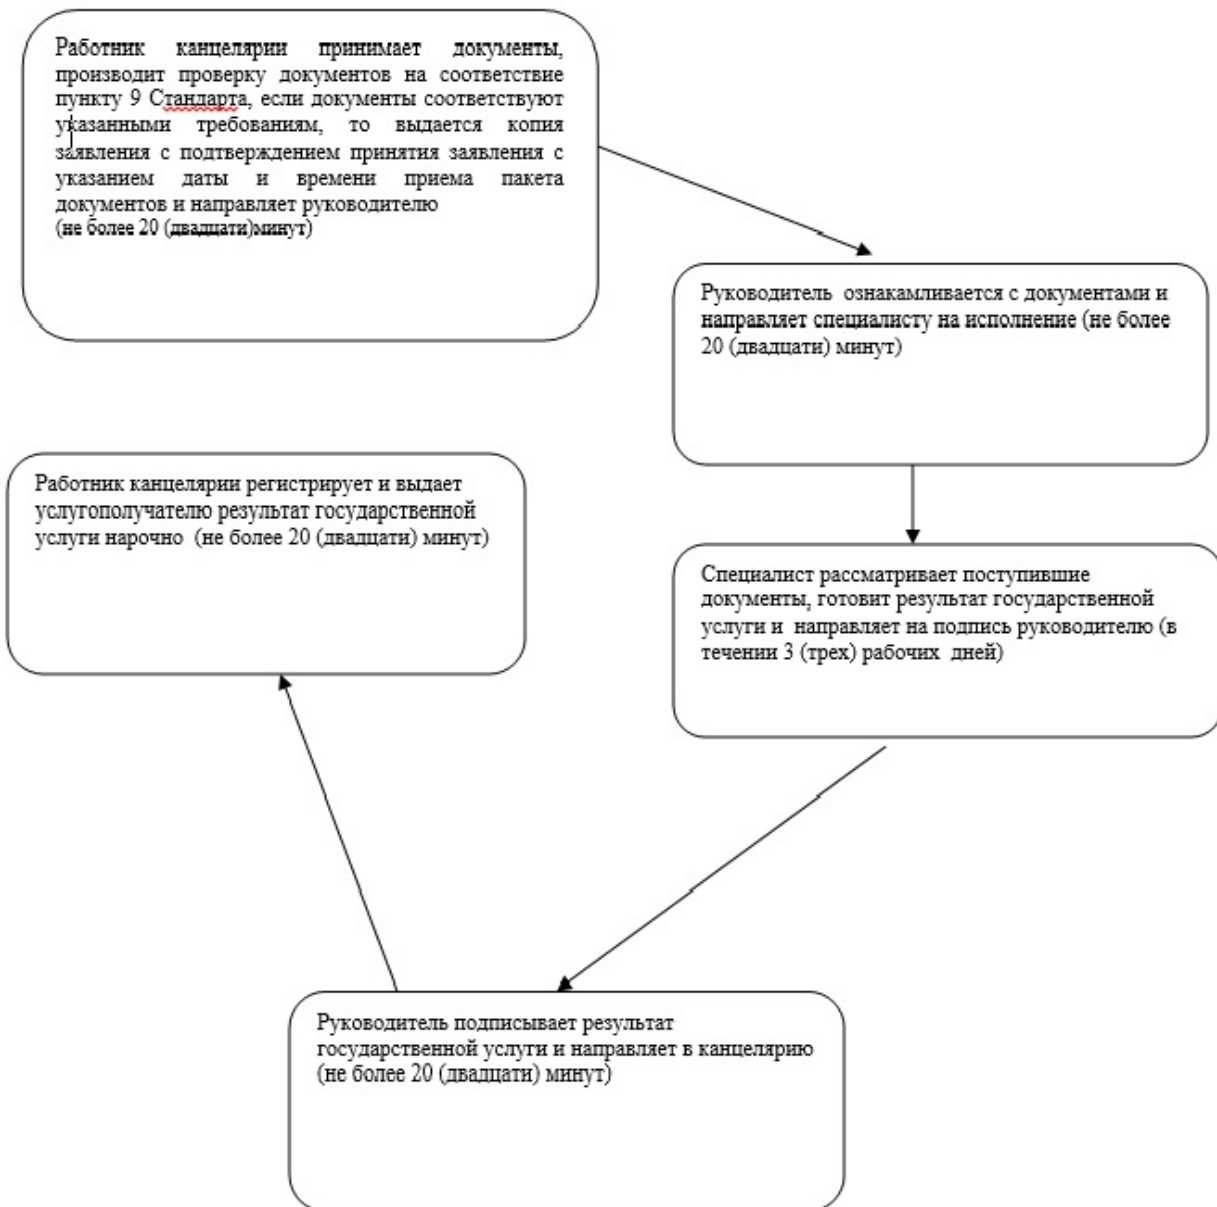 Работник канцелярии принимает документы,
производит проверку документов на соответствие
пункту 9 Стандарта, если документы соответствуют
указанными требованиям, то выдается копия
заявления с подтверждением принятия заявления с
указанием даты и времени приема пакета
документов и направляет руководителю
(не более 20 (двадцати)минут)
Руководитель ознакамливается с документами и
направляет специалисту на исполнение (не более
20 (двадцати) минут)
Специалист рассматривает поступившие
документы, готовит результат государственной
услуги и направляет на подпись руководителю (в
течении 3 (трех) рабочих дней)
Руководитель подписывает результат
государственной услуги и направляет в канцелярию
(не более 20 (двадцати) минут)
Работник канцелярии регистрирует и выдает
услугополучателю результат государственной
услуги нарочно (не более 20 (двадцати) минут)